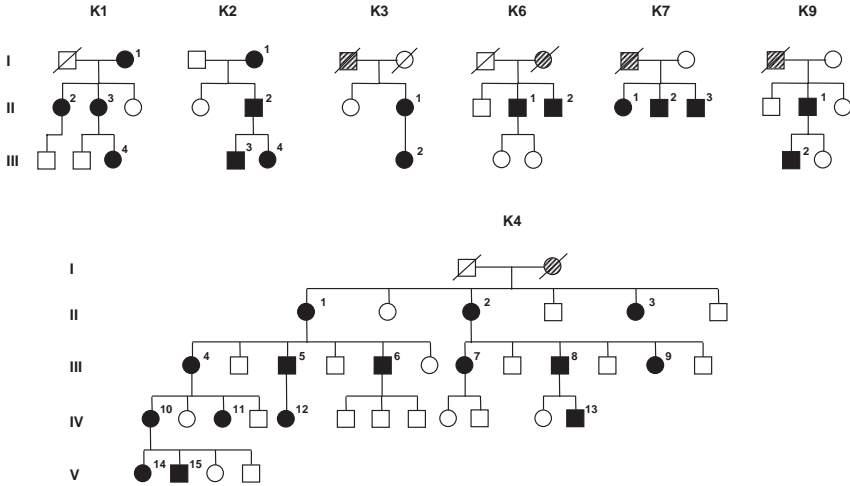 K1 K2 K3 K6 K7 K9
I 1 1
II 2 3 2 1 1 2 1 2 3 1
III 4 3 4 2 2
K4
I
II 1 2 3
III 4 5 6 7 8 9
IV 10 11 12 13
V 14 15